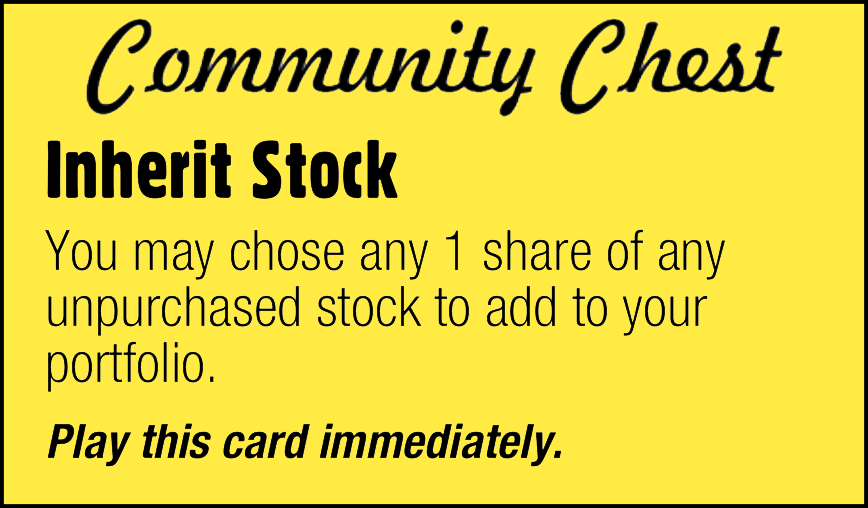 Community Chest
Inherit Stock
You may chose any 1 share of any
unpurchased stock to add to your
portfolio.
Play this card immediately.